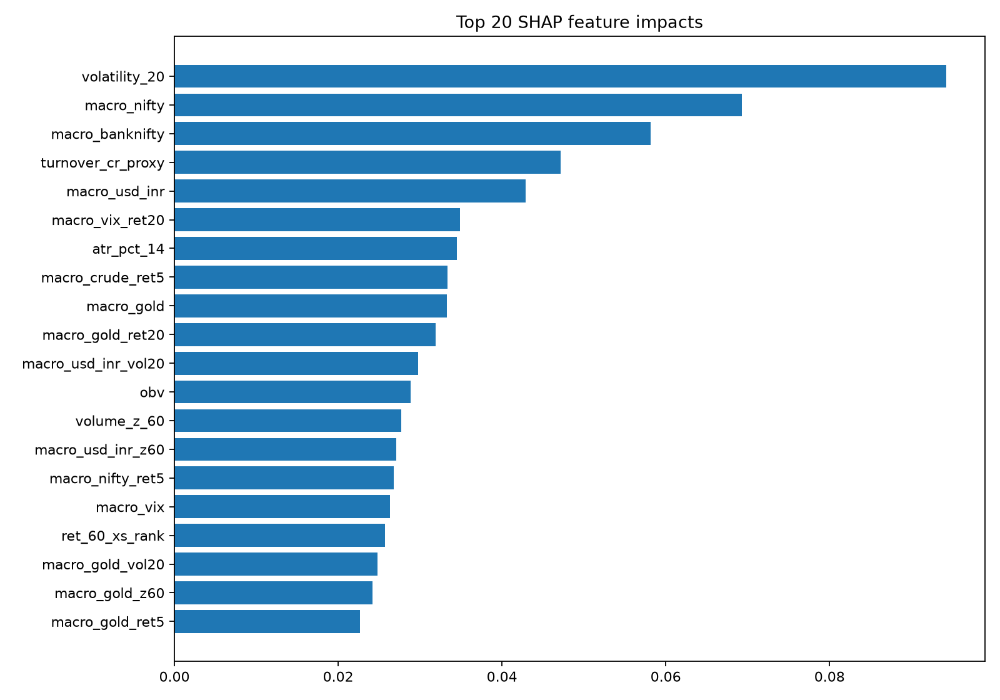 Top 20 SHAP feature impacts
volatility_20
macro_nifty
macro_banknifty
turnover_cr_proxy
macro_usd_inr
macro_vix_ret20
atr_pct_14
macro_crude_ret5
macro_gold
macro_gold_ret20
macro_usd_inr_vol20
obv
volume_z_60
macro_usd_inr_z60
macro_nifty_ret5
macro_vix
ret_60_xs_rank
macro_gold_vol20
macro_gold_z60
macro_gold_ret5
0.00 0.02 0.04 0.06 0.08